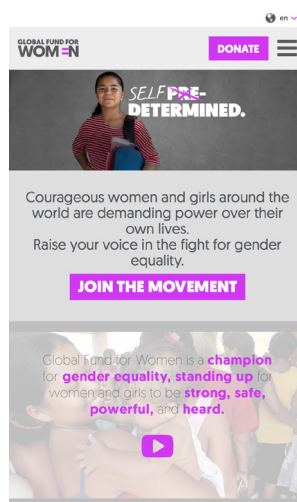 en
GLOBAL FUND FOR
WOMEN
DONATE
SELF PRE-
DETERMINED.
Courageous women and girls around the
world are demanding power over their
own lives.
Raise your voice in the fight for gender
equality.
JOIN THE MOVEMENT
Global Fund for Women is a champion
for gender equality, standing up for
women and girls to be strong, safe,
powerful, and heard.